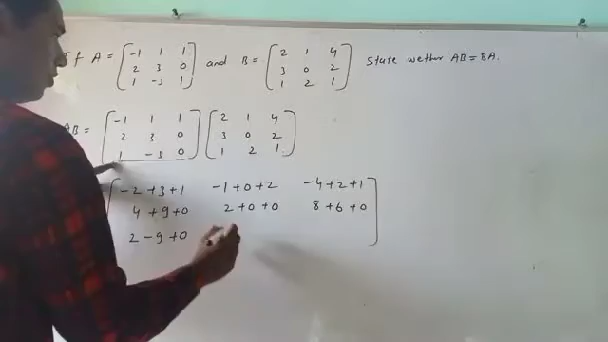 f A = [ -1 1 1 ; 2 3 0 ; 1 -3 1 ] and B = [ 2 1 4 ; 3 0 2 ; 1 2 1 ] State wether AB = BA.
AB = [ -1 1 1 ; 2 3 0 ; 1 -3 0 ] [ 2 1 4 ; 3 0 2 ; 1 2 1 ]
-2+3+1 -1+0+2 -4+2+1
4+9+0 2+0+0 8+6+0
2-9+0